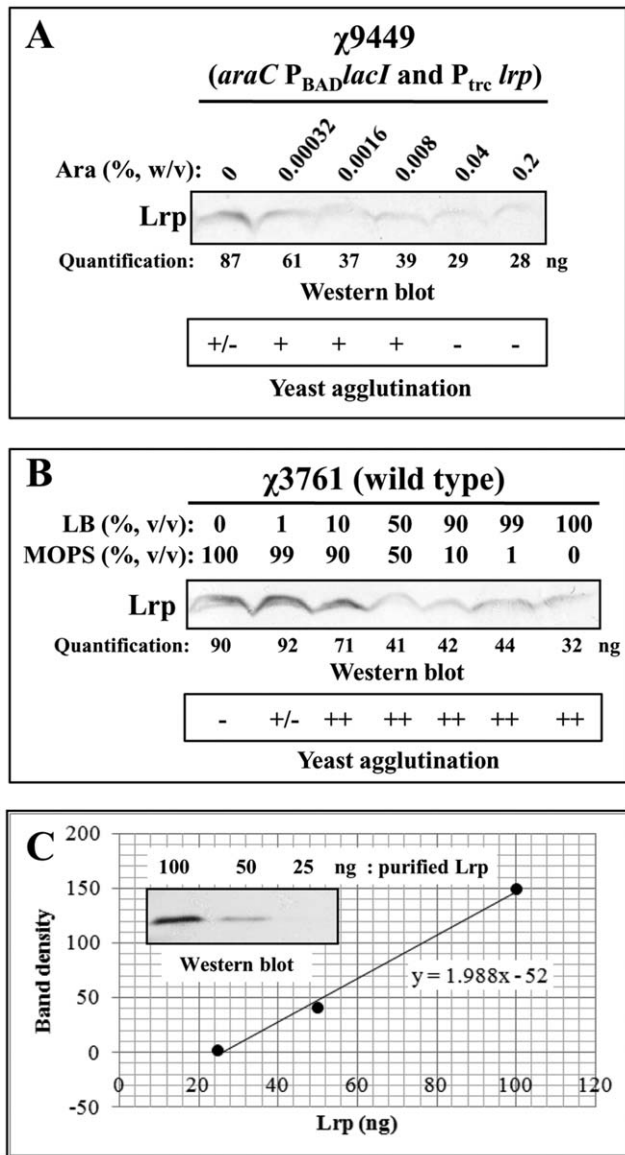 A
χ9449
(araC P_BAD lacI and P_trc lrp)
Ara (%, w/v): 0 0.00032 0.0016 0.008 0.04 0.2
Lrp
Quantification: 87 61 37 39 29 28 ng
Western blot
+/- + + + - -
Yeast agglutination
B
χ3761 (wild type)
LB (%, v/v) 0 1 10 50 90 99 100
MOPS (%, v/v) 100 99 90 50 10 1 0
Lrp
Quantification: 90 92 71 41 42 44 32 ng
Western blot
- +/- ++ ++ ++ ++ ++
Yeast agglutination
C
100 50 25 ng : purified Lrp
Western blot
y = 1.988x - 52
Band density
200
150
100
50
0
-50
0 20 40 60 80 100 120
Lrp (ng)